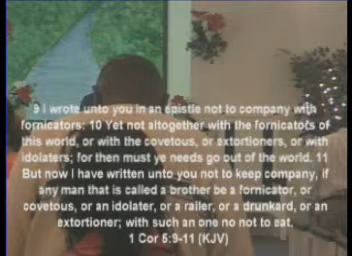 9 I wrote unto you in an epistle not to company with
fornicators: 10 Yet not altogether with the fornicators of
this world, or with the covetous, or extortioners, or with
idolaters; for then must ye needs go out of the world. 11
But now I have written unto you not to keep company, if
any man that is called a brother be a fornicator, or
covetous, or an idolater, or a railer, or a drunkard, or an
extortioner; with such an one no not to eat.
1 Cor 5:9-11 (KJV)